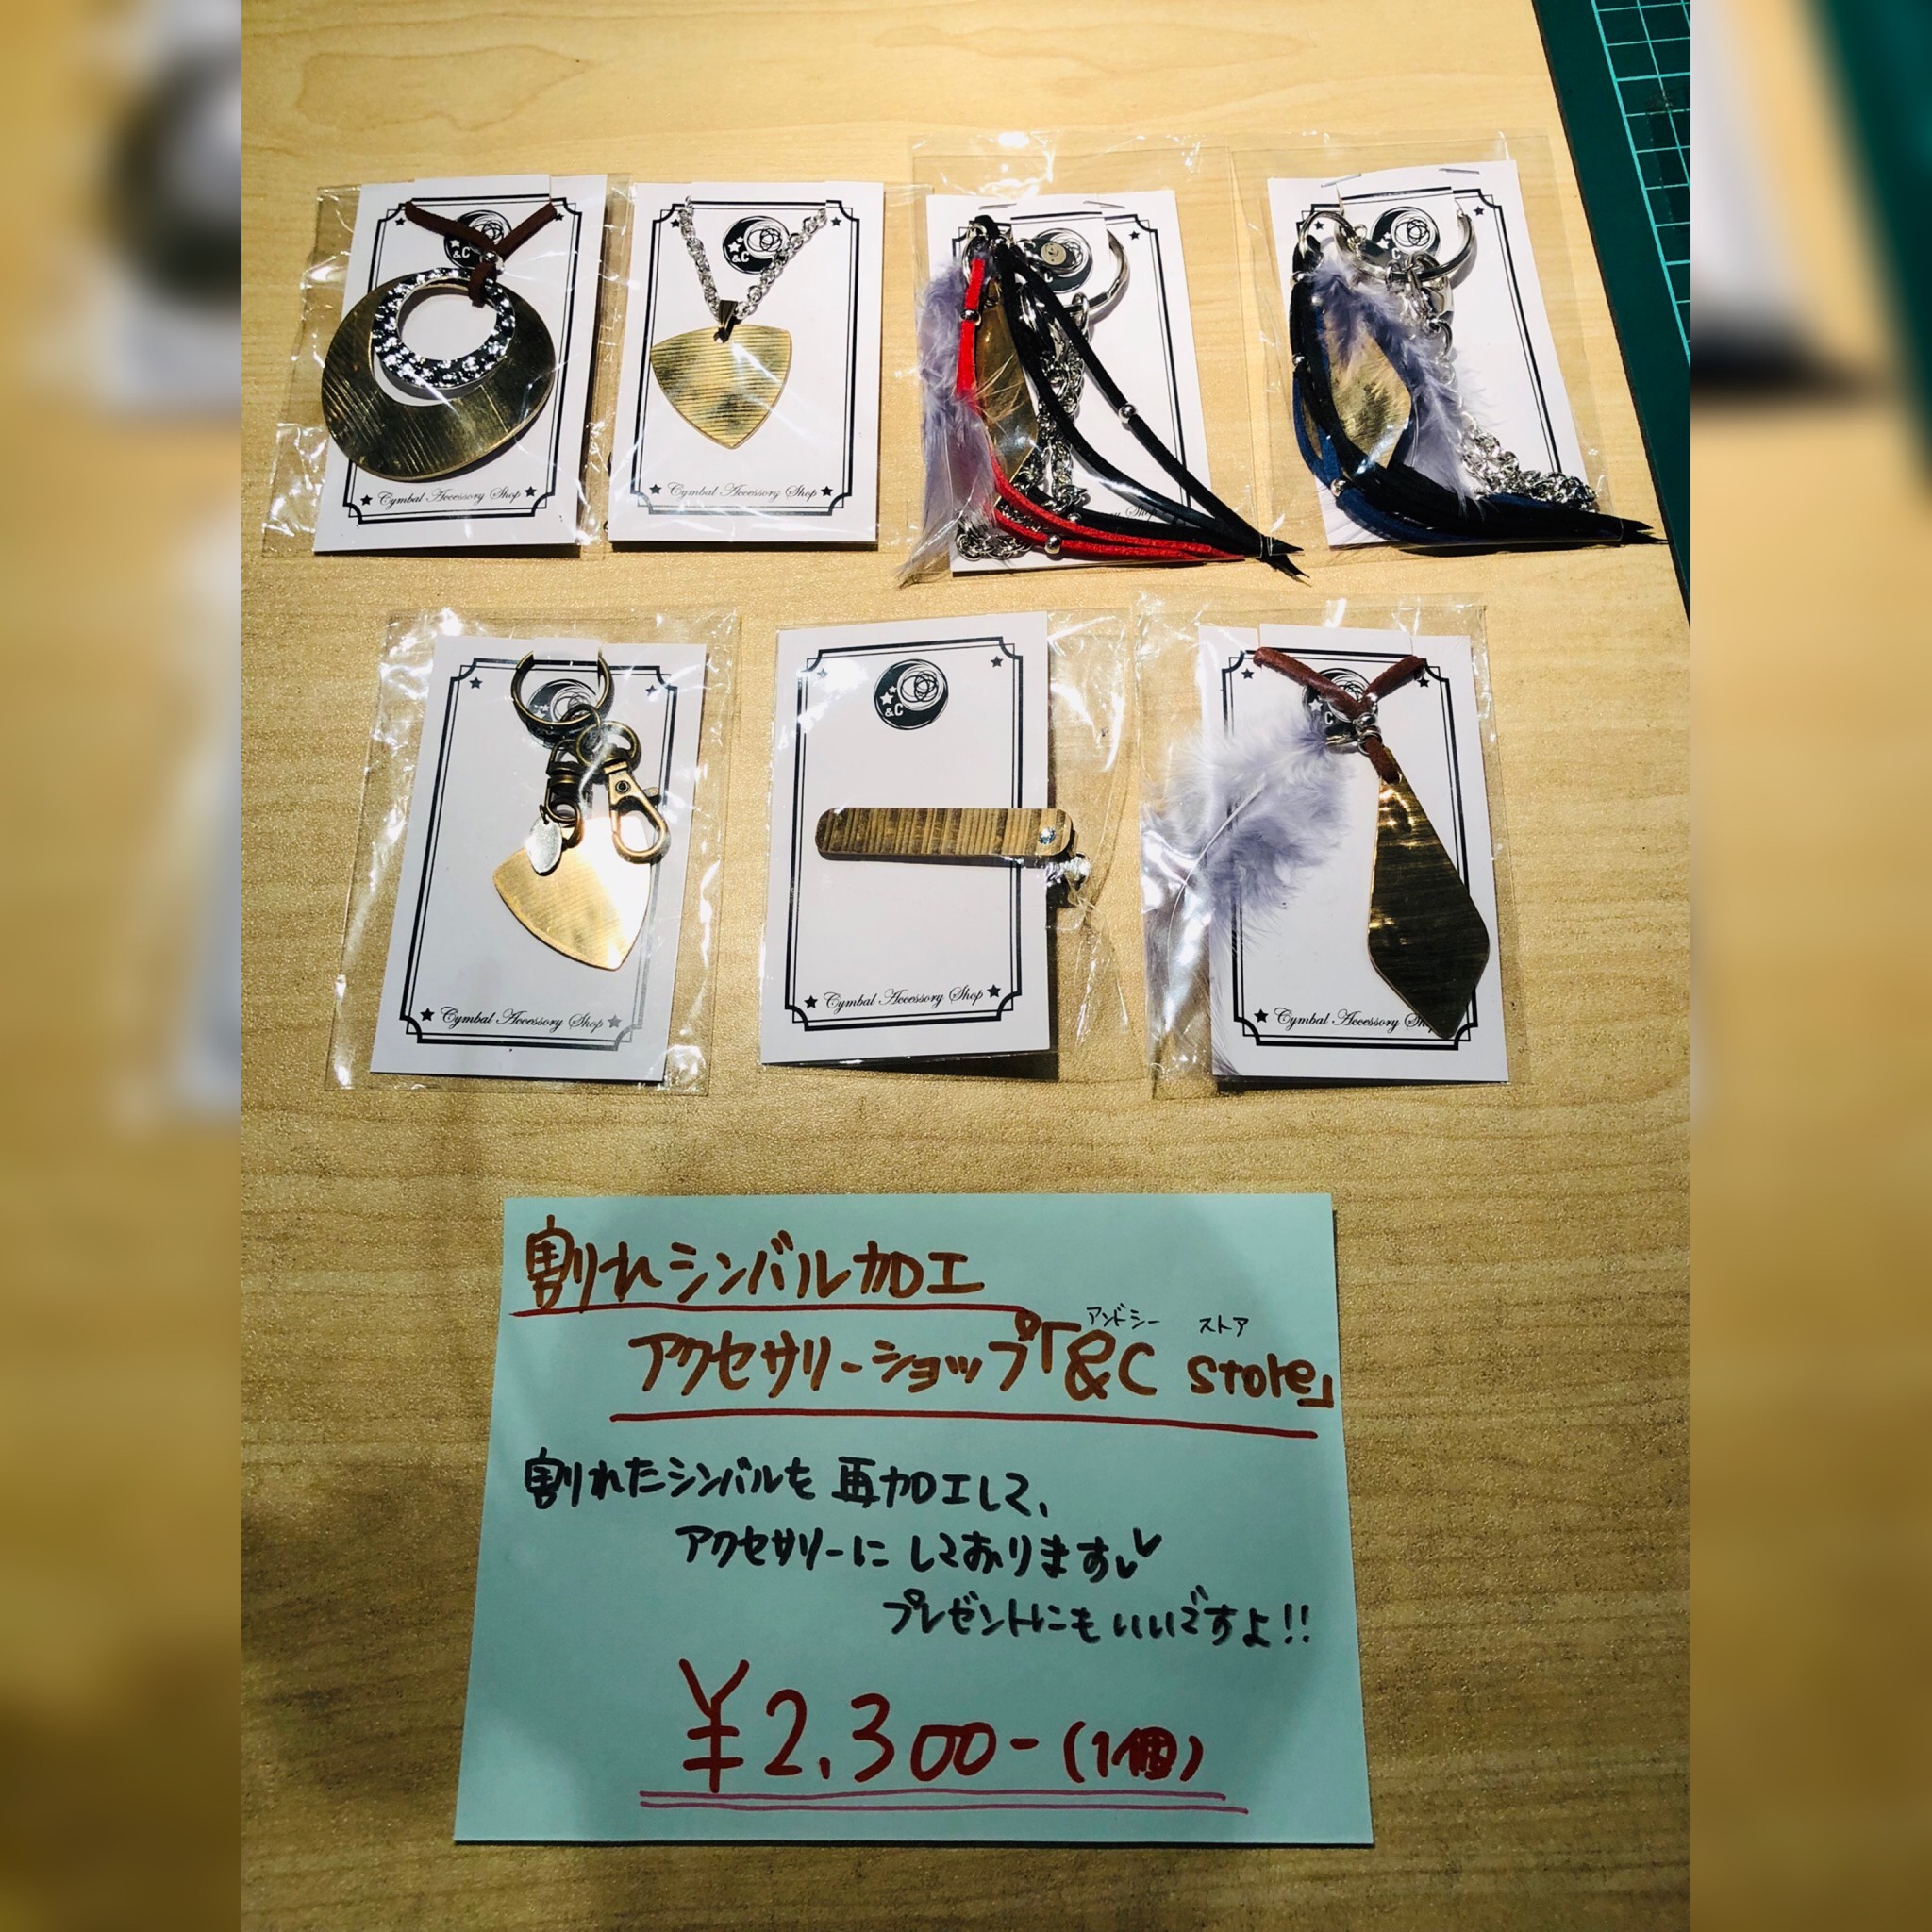 &C
Cymbal Accessory Shop
&C
Cymbal Accessory Shop
Cymbal Accessory Shop
&C
Cymbal Accessory Shop
C
Cymbal Accessory Shop
割れシンバル加工
アンドシー ストア
アクセサリーショップ「&C store」
割れたシンバルを再加工して、
アクセサリーにしております
プレゼントにもいいですよ!!
¥2,300-(1個)